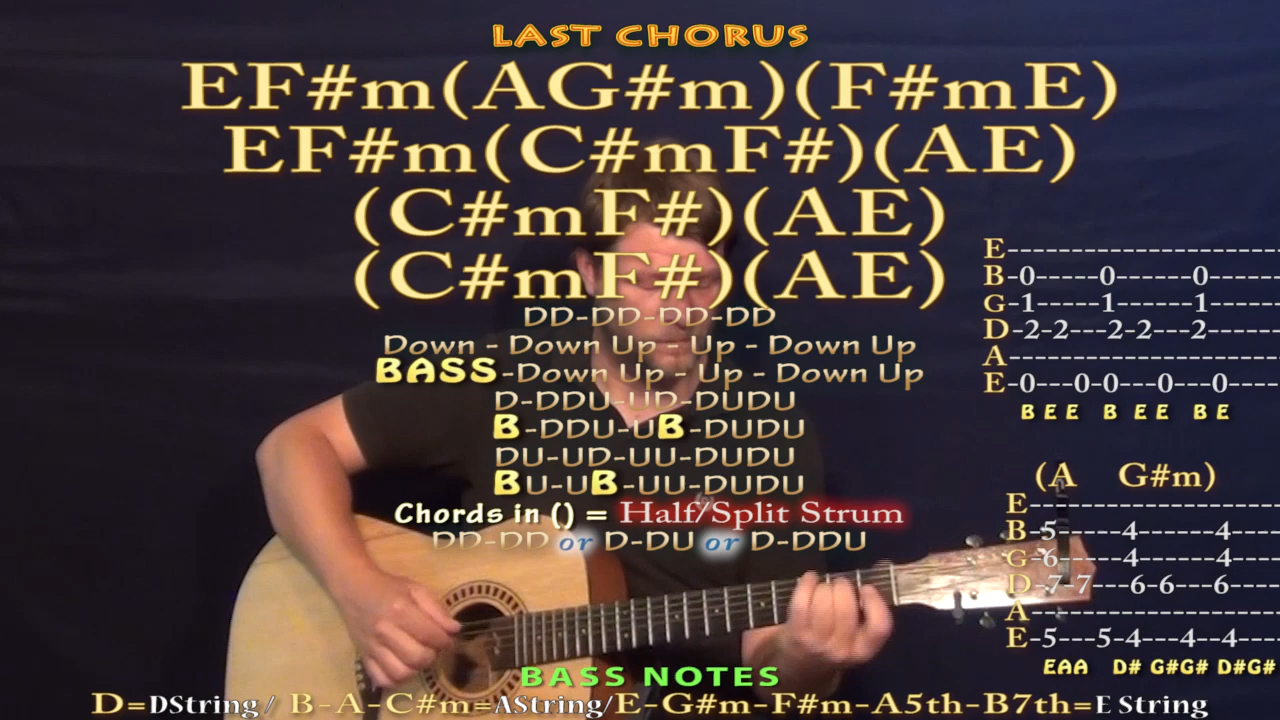 LAST CHORUS
EF#m(AG#m)(F#mE)
EF#m(C#mF#)(AE)
(C#mF#)(AE)
(C#mF#)(AE)
DD-DD-DD-DD
Down - Down Up - Up - Down Up
BASS-Down Up - Up - Down Up
D-DDU-UD-DUDU
B-DDU-UB-DUDU
DU-UD-UU-DUDU
BU-UB-UU-DUDU
Chords in () = Half/Split Strum
DD-DD or D-DU or D-DDU
E-------------------
B-0-----0------0-----
G-1-----1------1-----
D-2-2---2-2---2-----
A-------------------
E-0---0-0---0---0----
B E E B E E B E
(A G#m)
E-------------------
B-5-----4------4----
G-6-----4------4----
D-7-7---6-6---6----
A-------------------
E-5---5-4---4--4----
EAA D# G#G# D#G#
BASS NOTES
D=DString/ B-A-C#m=AString/E-G#m-F#m-A5th-B7th=E String